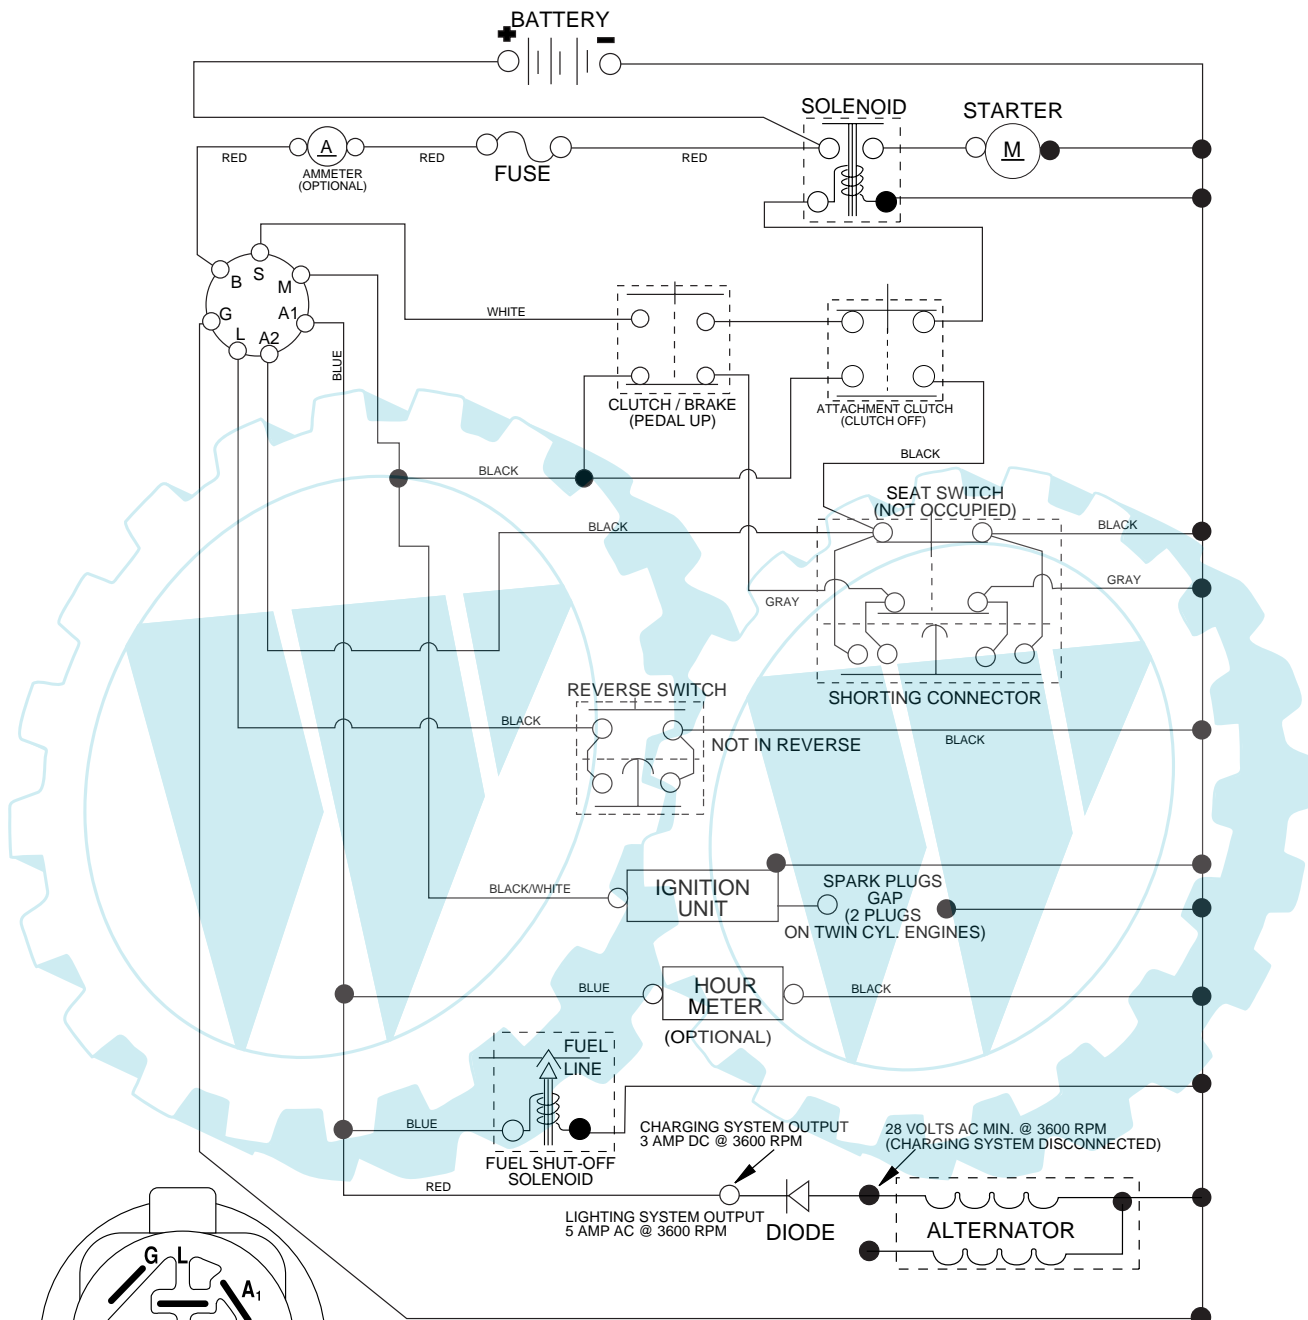 BATTERY
SOLENOID
STARTER
A
M
RED
RED
RED
AMMETER
(OPTIONAL)
FUSE
B
S
M
G
A1
L
A2
WHITE
BLUE
CLUTCH / BRAKE
(PEDAL UP)
ATTACHMENT CLUTCH
(CLUTCH OFF)
BLACK
BLACK
SEAT SWITCH
(NOT OCCUPIED)
BLACK
BLACK
GRAY
GRAY
SHORTING CONNECTOR
REVERSE SWITCH
BLACK
NOT IN REVERSE
BLACK
BLACK/WHITE
IGNITION
UNIT
SPARK PLUGS
GAP
(2 PLUGS
ON TWIN CYL. ENGINES)
BLUE
HOUR
METER
BLACK
(OPTIONAL)
FUEL
LINE
BLUE
FUEL SHUT-OFF
SOLENOID
CHARGING SYSTEM OUTPUT
3 AMP DC @ 3600 RPM
28 VOLTS AC MIN. @ 3600 RPM
(CHARGING SYSTEM DISCONNECTED)
RED
LIGHTING SYSTEM OUTPUT
5 AMP AC @ 3600 RPM
DIODE
ALTERNATOR
G
L
A1